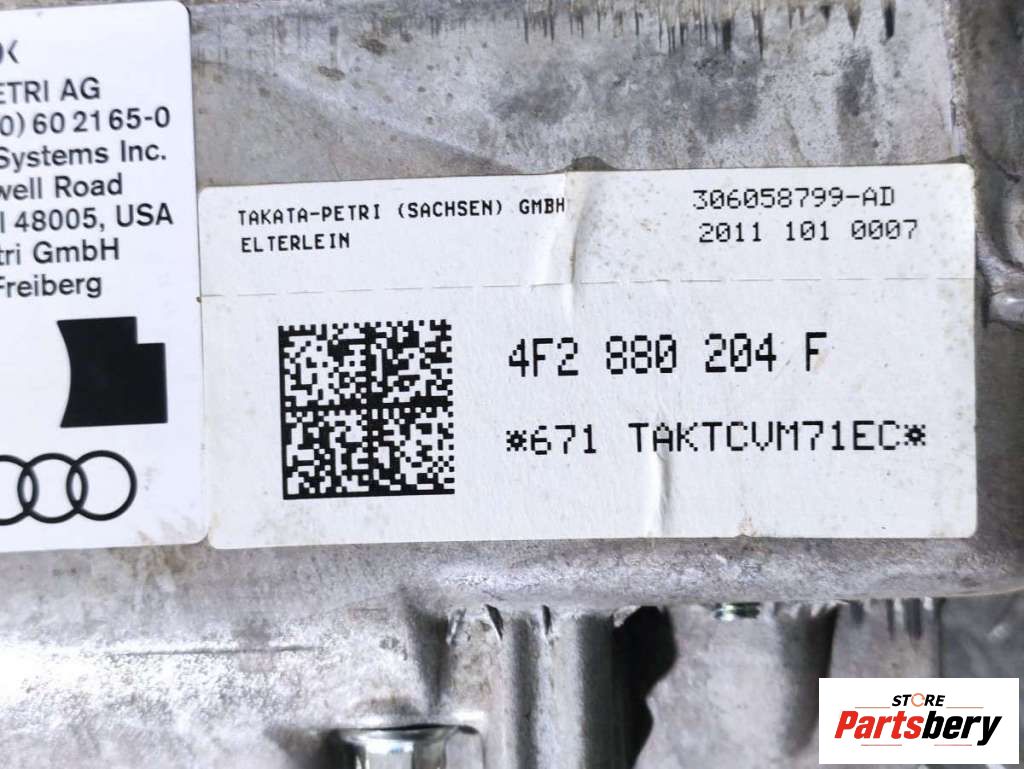 ETRI AG
0) 60 21 65-0
Systems Inc.
well Road
I 48005, USA
tri GmbH
Freiberg
TAKATA-PETRI (SACHSEN) GMBH
ELTERLEIN
306058799-AD
2011 101 0007
4F2 880 204 F
*671 TAKTCVM71EC*
STORE
Partsbery